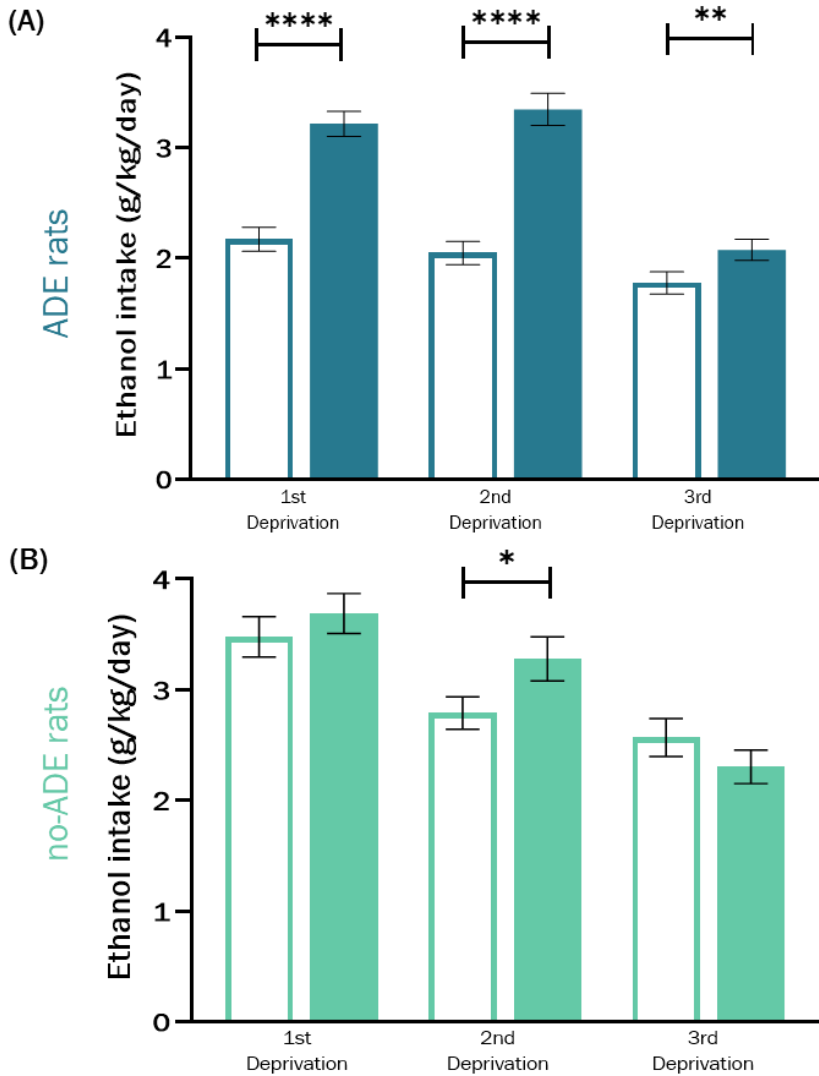 (A)
ADE rats
Ethanol intake (g/kg/day)
4
3
2
1
0
****
****
**
1st
Deprivation
2nd
Deprivation
3rd
Deprivation
(B)
no-ADE rats
Ethanol intake (g/kg/day)
4
3
2
1
0
*
1st
Deprivation
2nd
Deprivation
3rd
Deprivation